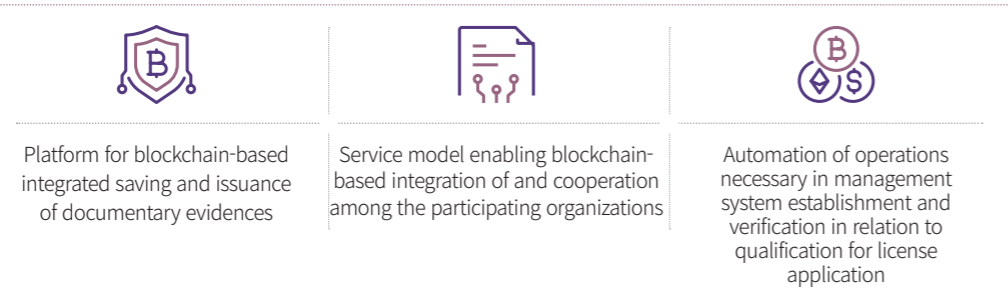 Platform for blockchain-based
integrated saving and issuance
of documentary evidences
Service model enabling blockchain-
based integration of and cooperation
among the participating organizations
Automation of operations
necessary in management
system establishment and
verification in relation to
qualification for license
application